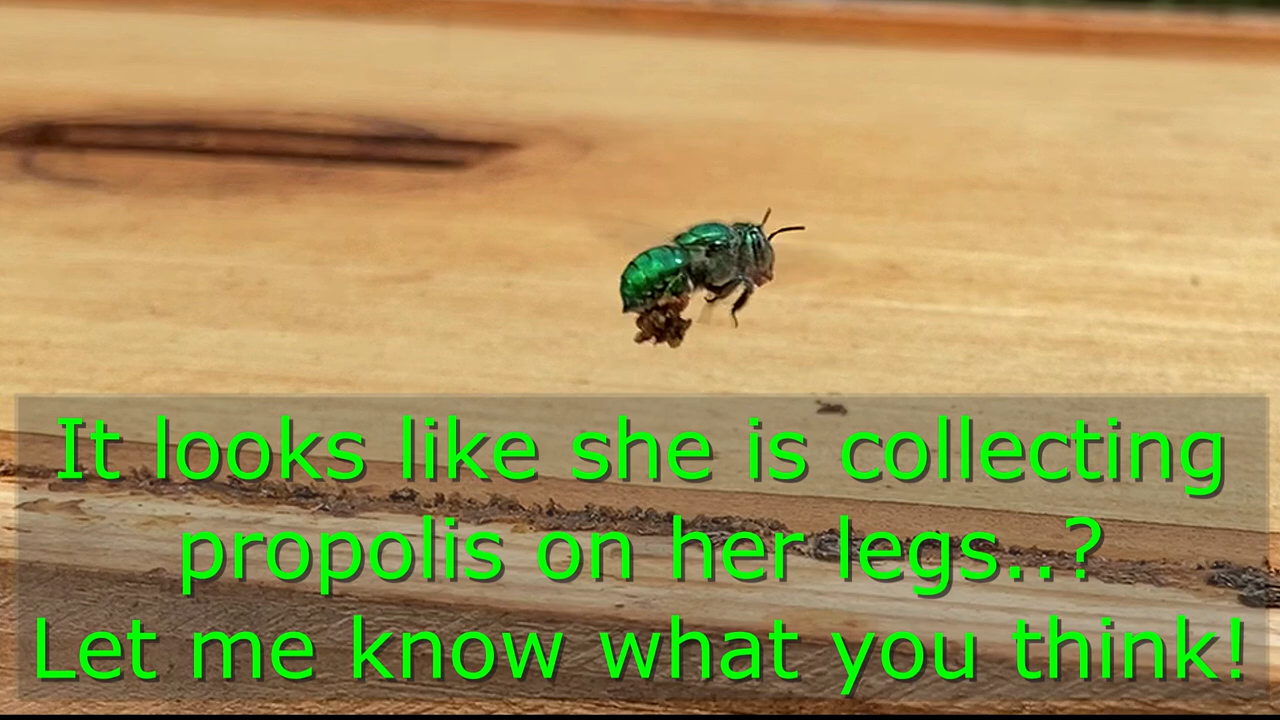 It looks like she is collecting
propolis on her legs..?
Let me know what you think!